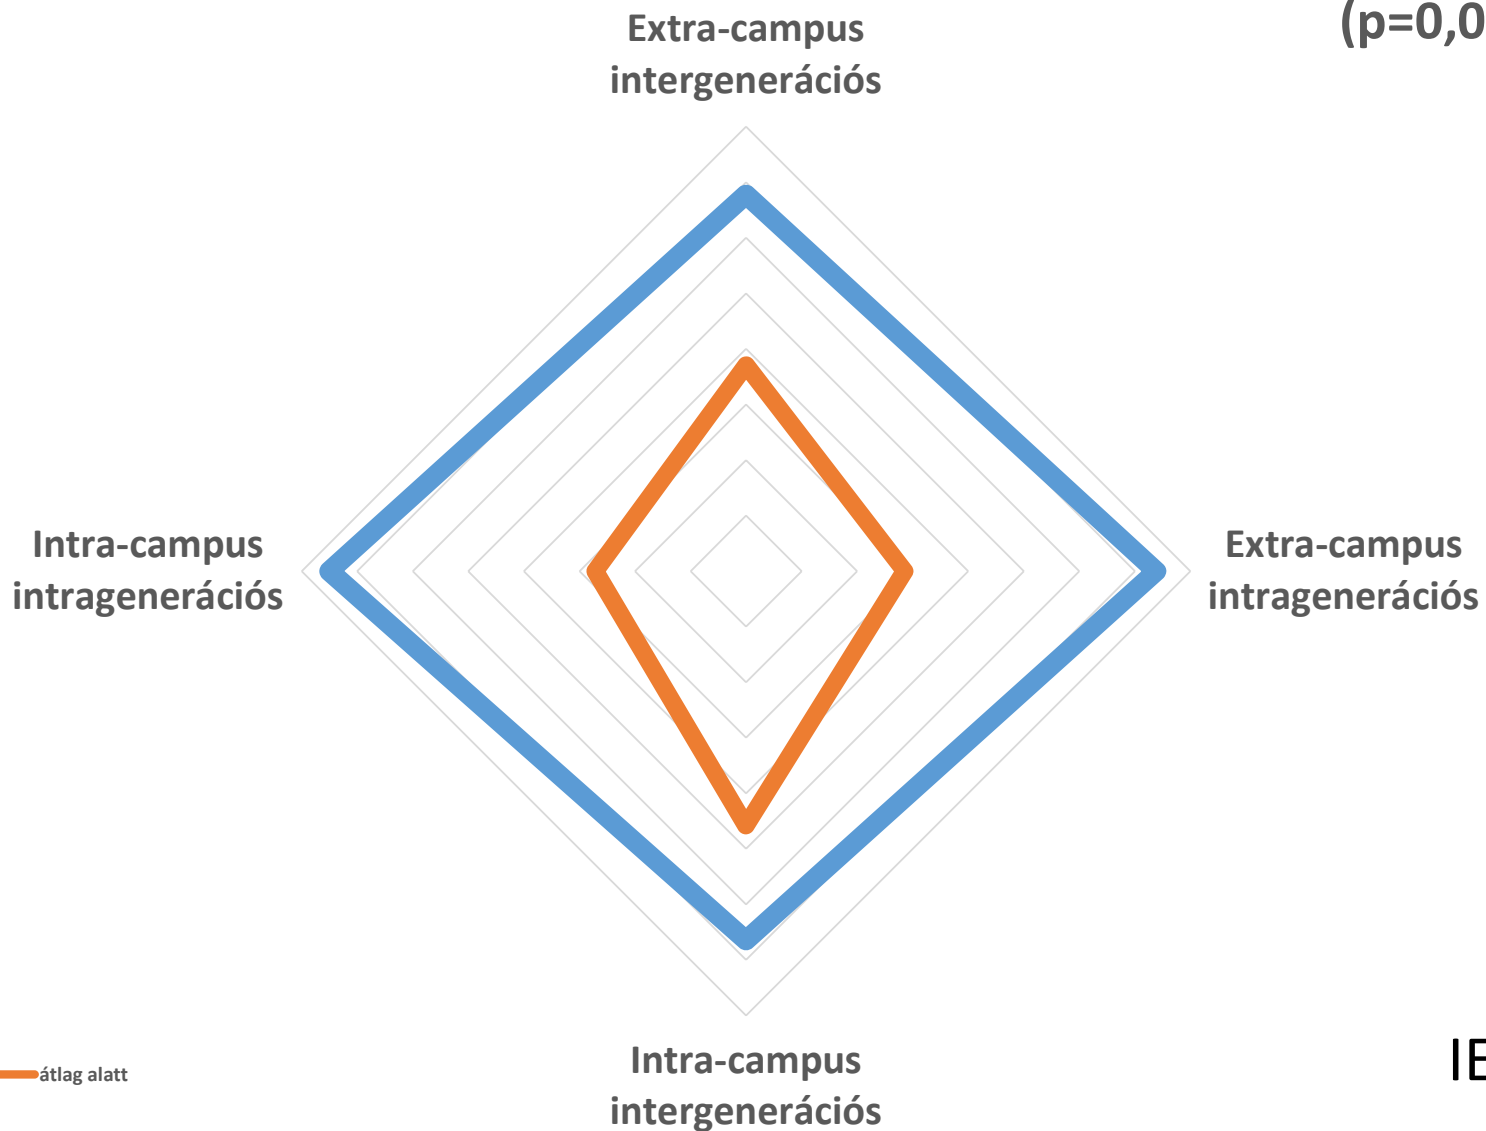 (p=0,0
Extra-campus
intergenerációs
Intra-campus
intragenerációs
Extra-campus
intragenerációs
Intra-campus
intergenerációs
átlag alatt
IE